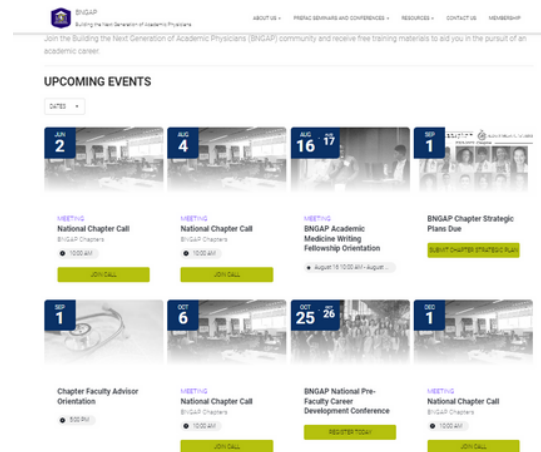 BNGAP
Building the Next Generation of Academic Physicians
ABOUT US
PREFAC SEMINARS AND CONFERENCES
RESOURCES
CONTACT US
MEMBERSHIP
Join the Building the Next Generation of Academic Physicians (BNGAP) community and receive free training materials to aid you in the pursuit of an
academic career.
UPCOMING EVENTS
DATES
JUN
2
MEETING
National Chapter Call
BNGAP Chapters
10:00 AM
JOIN CALL
AUG
4
MEETING
National Chapter Call
BNGAP Chapters
10:00 AM
JOIN CALL
AUG
16 - 17
MEETING
BNGAP Academic
Medicine Writing
Fellowship Orientation
August 16 10:00 AM - August ...
SEP
1
BNGAP Chapter Strategic
Plans Due
SUBMIT CHAPTER STRATEGIC PLAN
SEP
1
Chapter Faculty Advisor
Orientation
5:00 PM
OCT
6
MEETING
National Chapter Call
BNGAP Chapters
10:00 AM
JOIN CALL
OCT
25 - 26
BNGAP National Pre-
Faculty Career
Development Conference
REGISTER TODAY
DEC
1
MEETING
National Chapter Call
BNGAP Chapters
10:00 AM
JOIN CALL